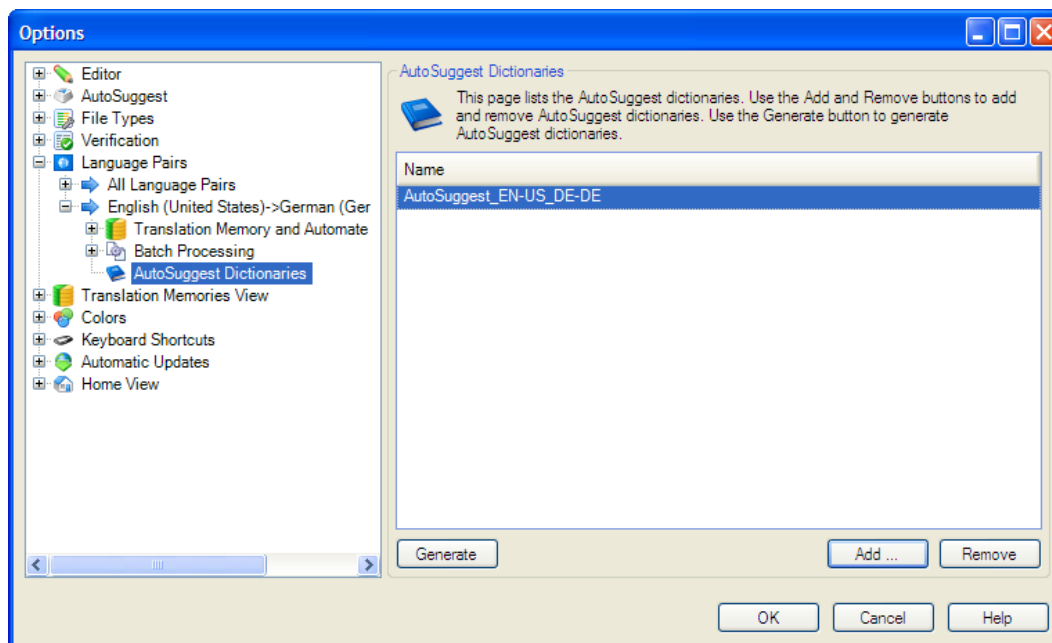 Options
Editor
AutoSuggest
File Types
Verification
Language Pairs
All Language Pairs
English (United States)->German (Ger
Translation Memory and Automate
Batch Processing
AutoSuggest Dictionaries
Translation Memories View
Colors
Keyboard Shortcuts
Automatic Updates
Home View
AutoSuggest Dictionaries
This page lists the AutoSuggest dictionaries. Use the Add and Remove buttons to add
and remove AutoSuggest dictionaries. Use the Generate button to generate
AutoSuggest dictionaries.
Name
AutoSuggest_EN-US_DE-DE
Generate
Add ...
Remove
OK
Cancel
Help